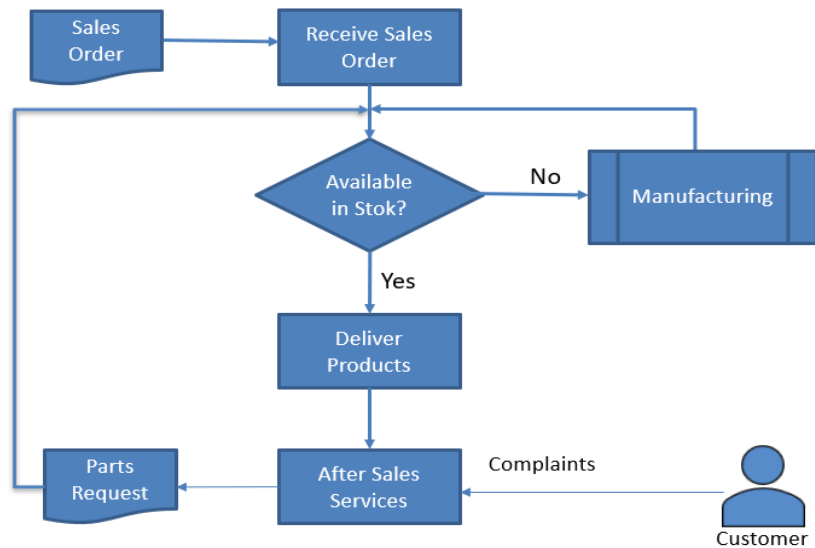 Sales
Order
Receive Sales
Order
Available
in Stok?
No
Manufacturing
Yes
Deliver
Products
Parts
Request
After Sales
Services
Complaints
Customer